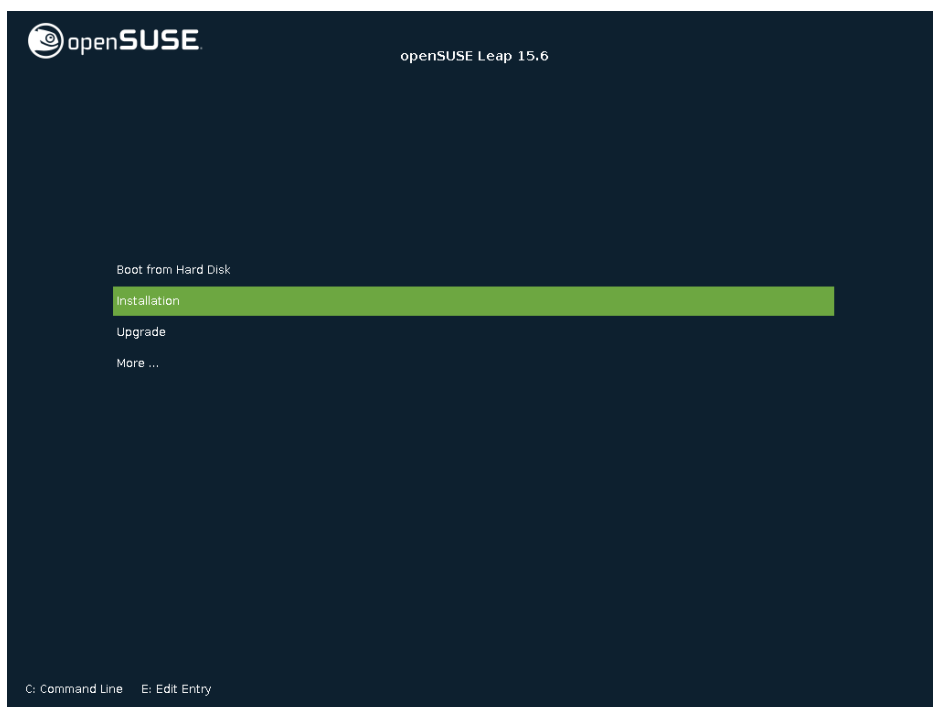 openSUSE.
openSUSE Leap 15.6
Boot from Hard Disk
Installation
Upgrade
More ...
C: Command Line E: Edit Entry